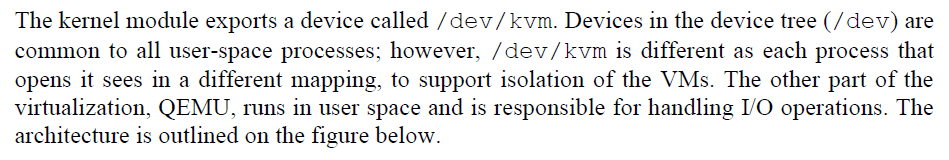 The kernel module exports a device called /dev/kvm. Devices in the device tree (/dev) are
common to all user-space processes; however, /dev/kvm is different as each process that
opens it sees in a different mapping, to support isolation of the VMs. The other part of the
virtualization, QEMU, runs in user space and is responsible for handling I/O operations. The
architecture is outlined on the figure below.